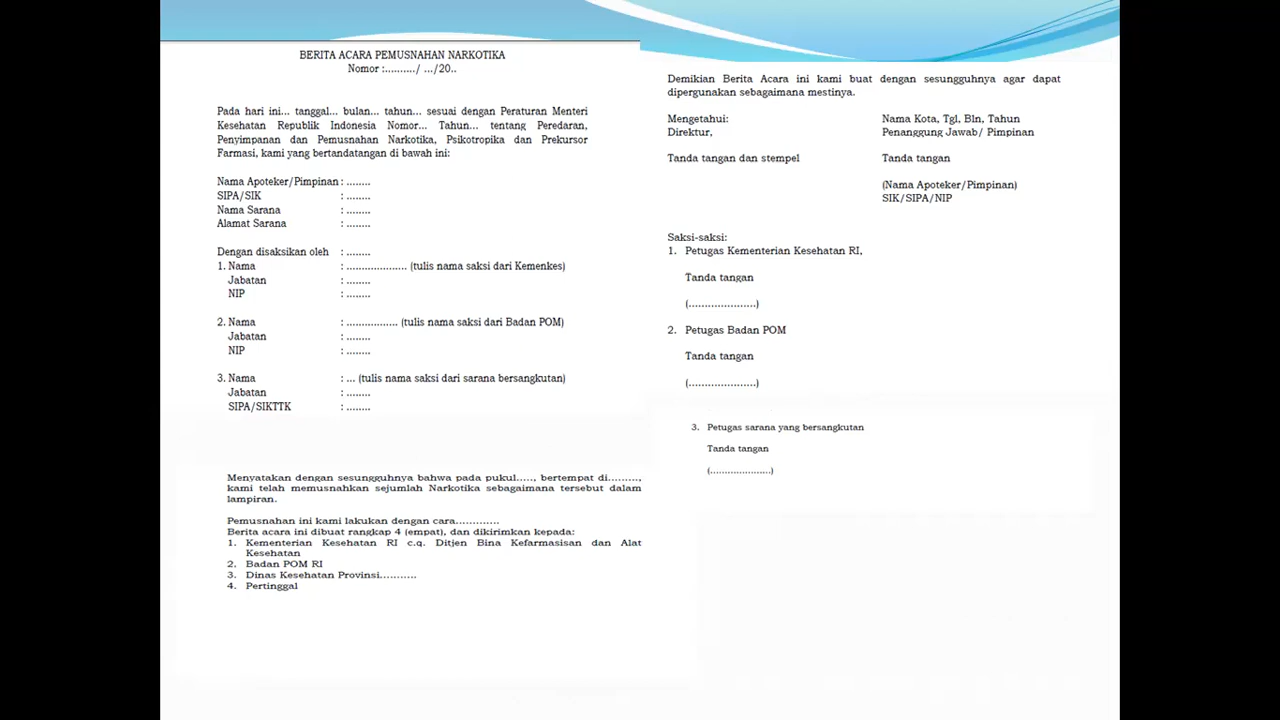 BERITA ACARA PEMUSNAHAN NARKOTIKA
Nomor :........../ .../20..
Pada hari ini... tanggal... bulan... tahun... sesuai dengan Peraturan Menteri
Kesehatan Republik Indonesia Nomor... Tahun... tentang Peredaran,
Penyimpanan dan Pemusnahan Narkotika, Psikotropika dan Prekursor
Farmasi, kami yang bertandatangan di bawah ini:
Nama Apoteker/Pimpinan : ........
SIPA/SIK : ........
Nama Sarana : ........
Alamat Sarana : ........
Dengan disaksikan oleh : ........
1. Nama : .................... (tulis nama saksi dari Kemenkes)
Jabatan : ........
NIP : ........
2. Nama : ................. (tulis nama saksi dari Badan POM)
Jabatan : ........
NIP : ........
3. Nama : ... (tulis nama saksi dari sarana bersangkutan)
Jabatan : ........
SIPA/SIKTTK : ........
Menyatakan dengan sesungguhnya bahwa pada pukul....., bertempat di........,
kami telah memusnahkan sejumlah Narkotika sebagaimana tersebut dalam
lampiran.
Pemusnahan ini kami lakukan dengan cara............
Berita acara ini dibuat rangkap 4 (empat), dan dikirimkan kepada:
1. Kementerian Kesehatan RI c.q. Ditjen Bina Kefarmasisan dan Alat
Kesehatan
2. Badan POM RI
3. Dinas Kesehatan Provinsi..........
4. Pertinggal
Demikian Berita Acara ini kami buat dengan sesungguhnya agar dapat
dipergunakan sebagaimana mestinya.
Mengetahui: Nama Kota, Tgl, Bln, Tahun
Direktur, Penanggung Jawab/ Pimpinan
Tanda tangan dan stempel Tanda tangan
(Nama Apoteker/Pimpinan)
SIK/SIPA/NIP
Saksi-saksi:
1. Petugas Kementerian Kesehatan RI,
Tanda tangan
(.....................)
2. Petugas Badan POM
Tanda tangan
(.....................)
3. Petugas sarana yang bersangkutan
Tanda tangan
(.....................)